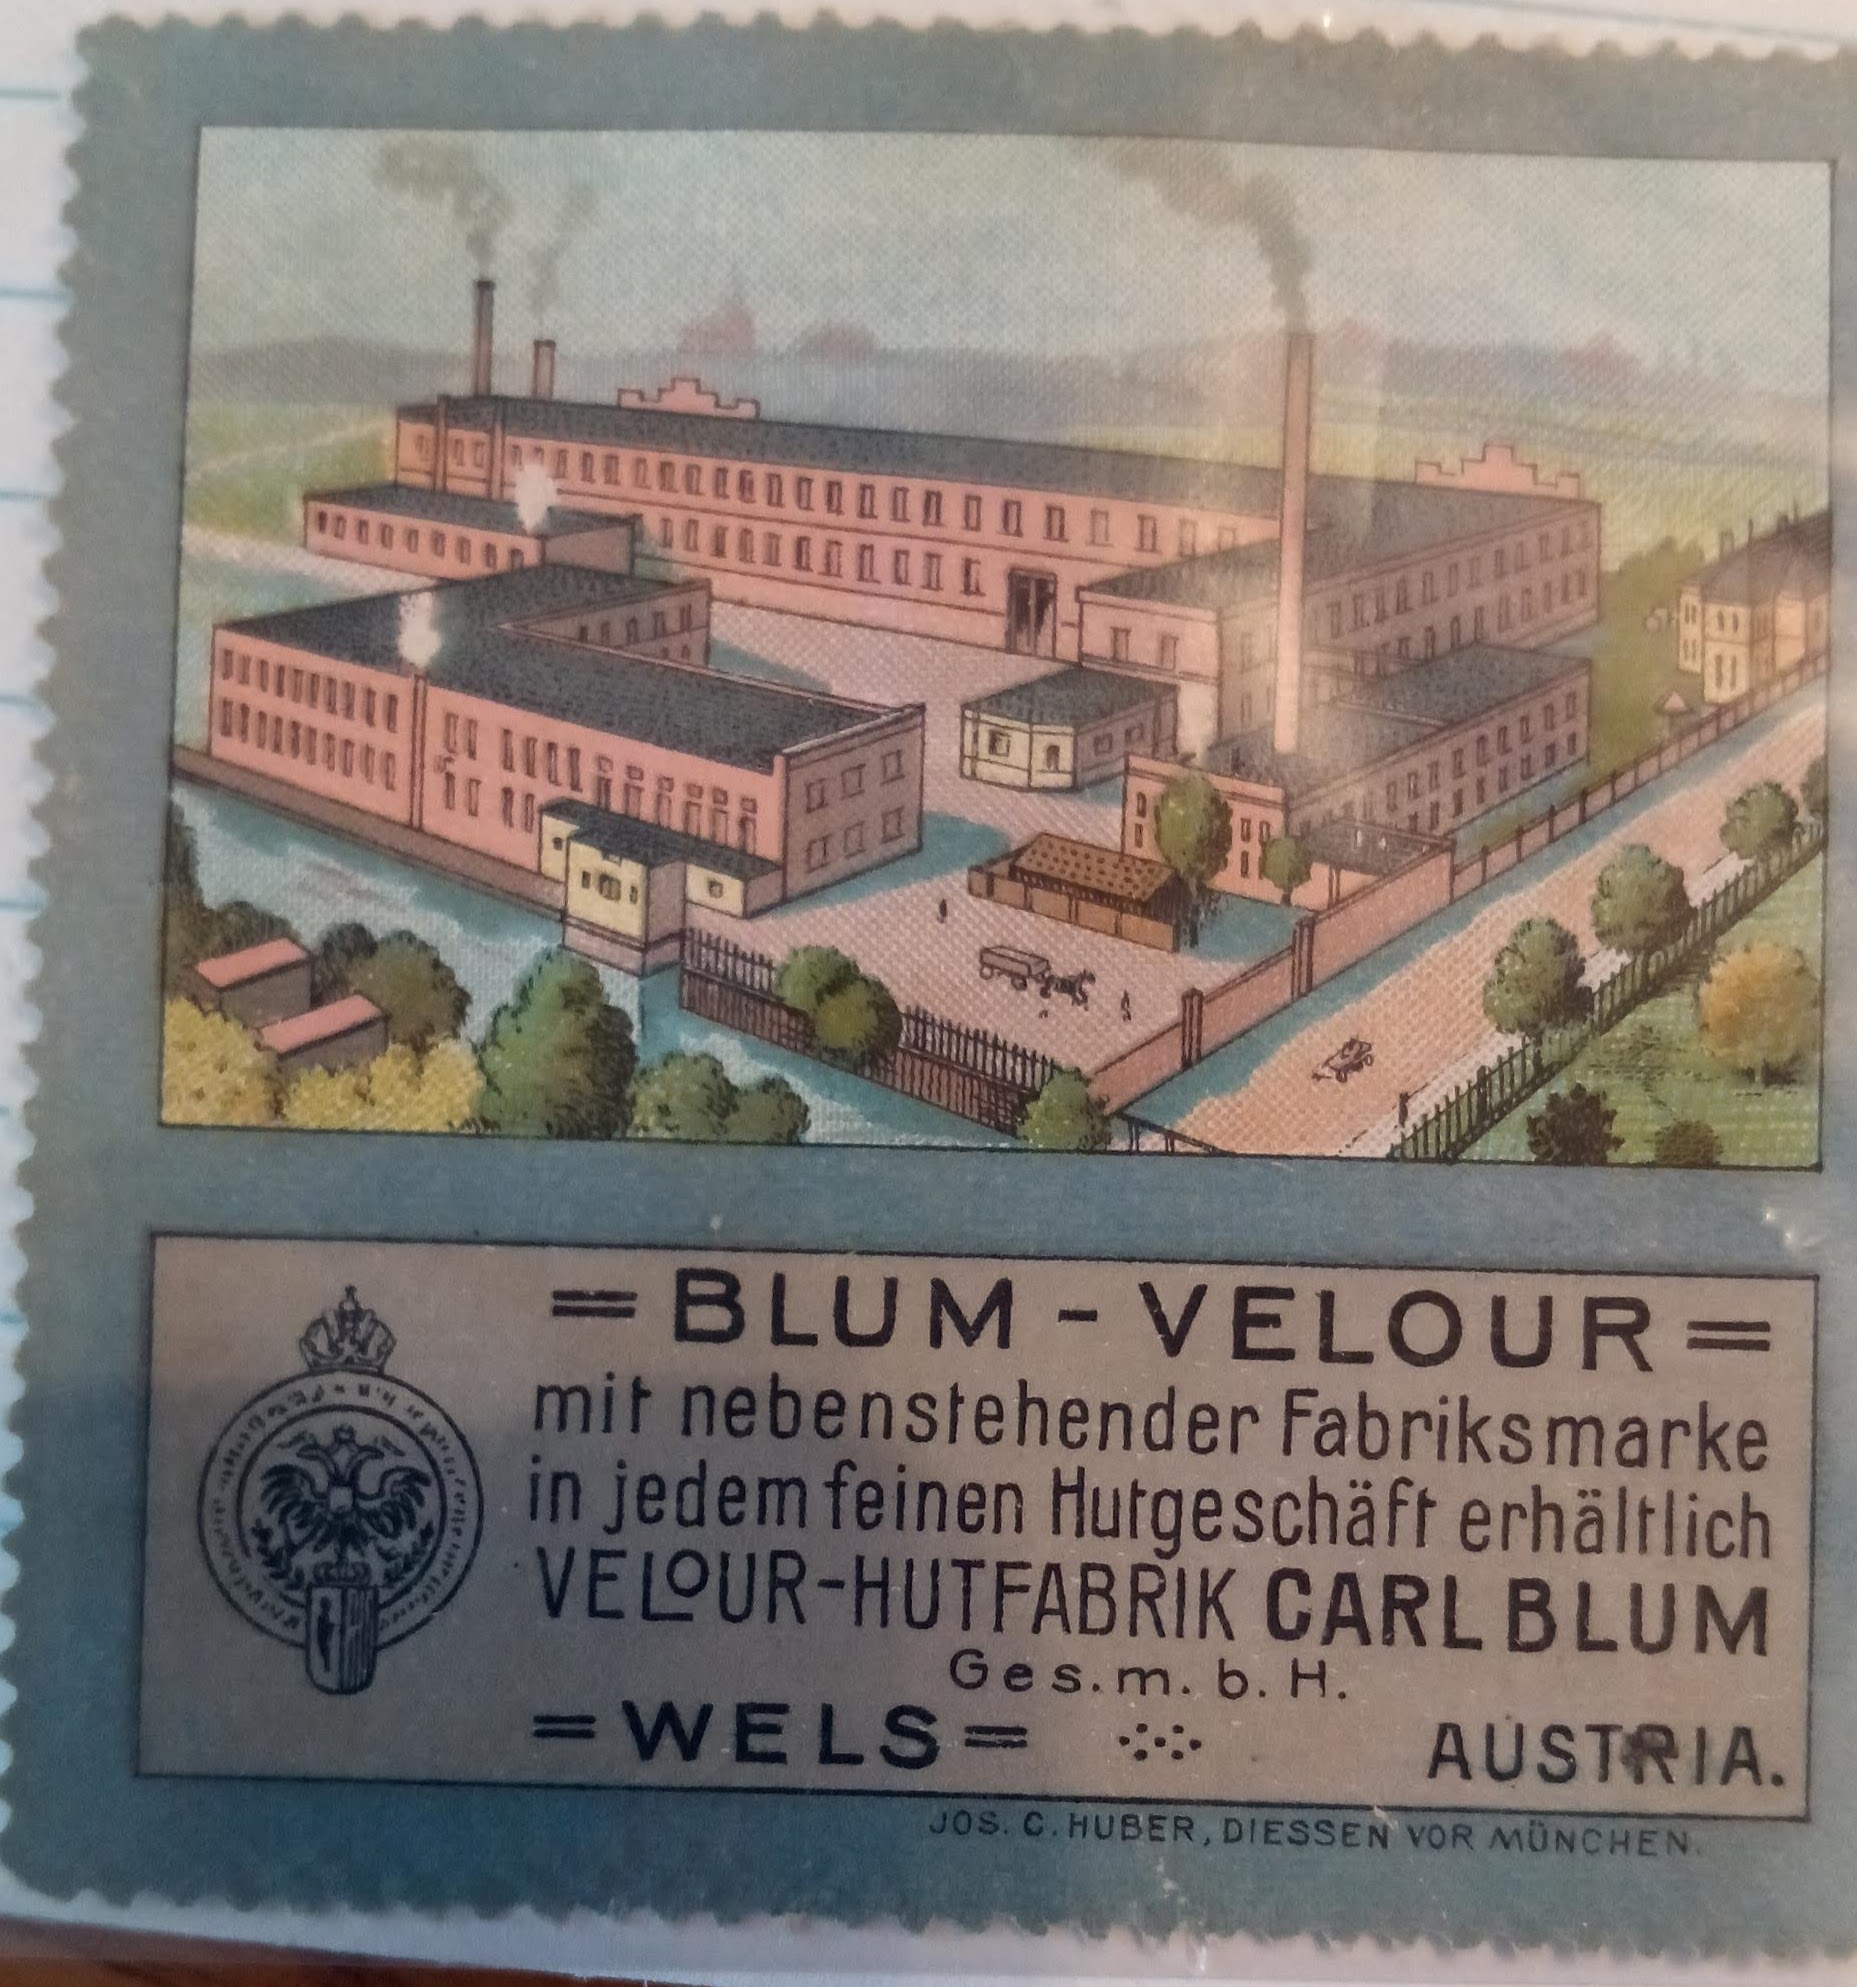 = BLUM - VELOUR =
mit nebenstehender Fabriksmarke
in jedem feinen Hutgeschäft erhältlich
VELOUR-HUTFABRIK CARL BLUM
Ges. m. b. H.
= WELS = AUSTRIA.
JOS. C. HUBER, DIESSEN VOR MÜNCHEN.